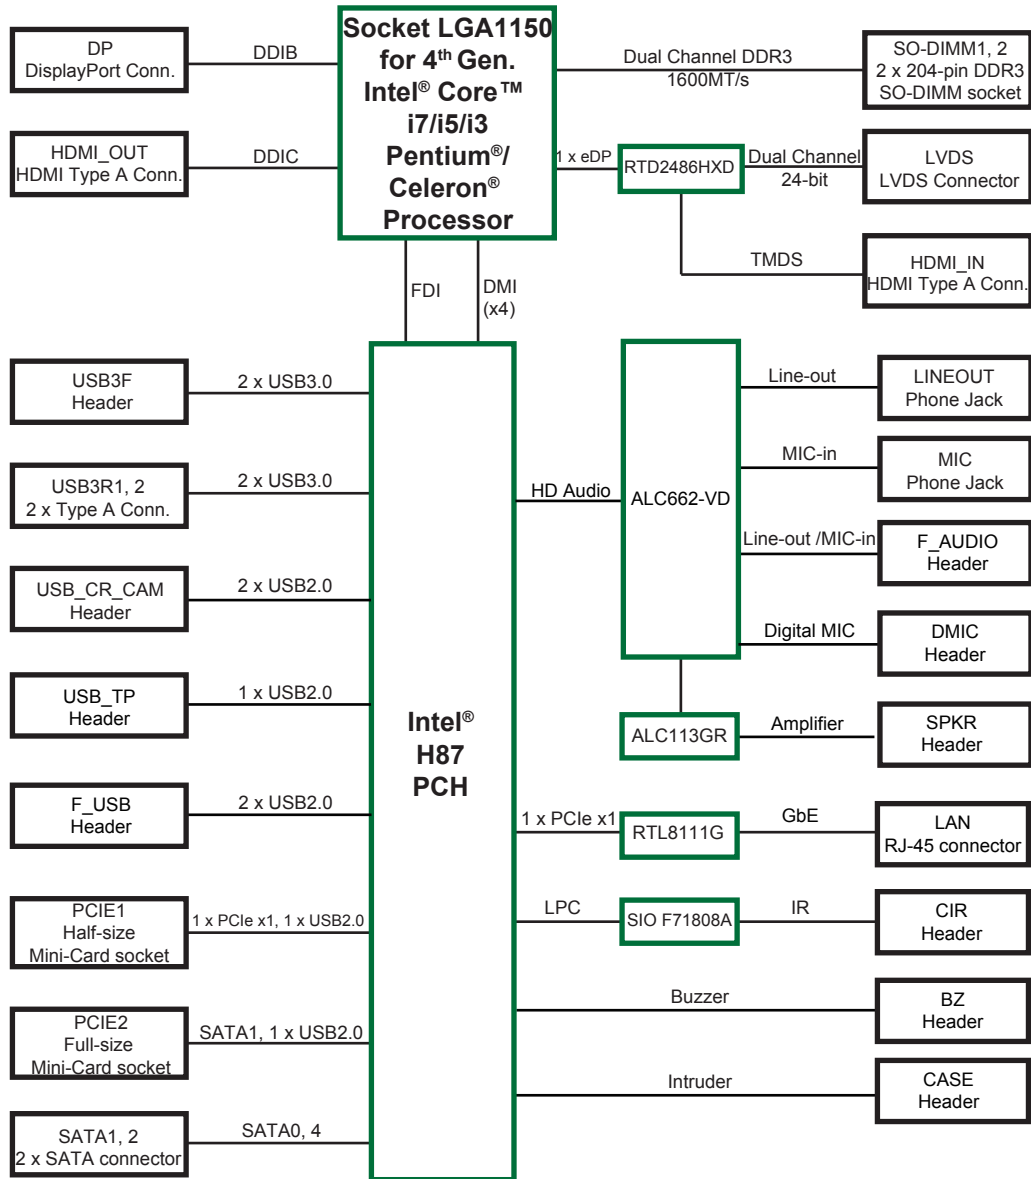 DP
DisplayPort Conn.
DDIB
Socket LGA1150
for 4th Gen.
Intel® Core™
i7/i5/i3
Pentium®/
Celeron®
Processor
Dual Channel DDR3
1600MT/s
SO-DIMM1, 2
2 x 204-pin DDR3
SO-DIMM socket
HDMI_OUT
HDMI Type A Conn.
DDIC
1 x eDP
RTD2486HXD
Dual Channel
24-bit
LVDS
LVDS Connector
TMDS
HDMI_IN
HDMI Type A Conn.
FDI
DMI
(x4)
USB3F
Header
2 x USB3.0
USB3R1, 2
2 x Type A Conn.
2 x USB3.0
USB_CR_CAM
Header
2 x USB2.0
USB_TP
Header
1 x USB2.0
F_USB
Header
2 x USB2.0
PCIE1
Half-size
Mini-Card socket
1 x PCIe x1, 1 x USB2.0
PCIE2
Full-size
Mini-Card socket
SATA1, 1 x USB2.0
SATA1, 2
2 x SATA connector
SATA0, 4
Intel®
H87
PCH
HD Audio
ALC662-VD
Line-out
LINEOUT
Phone Jack
MIC-in
MIC
Phone Jack
Line-out /MIC-in
F_AUDIO
Header
Digital MIC
DMIC
Header
ALC113GR
Amplifier
SPKR
Header
1 x PCIe x1
RTL8111G
GbE
LAN
RJ-45 connector
LPC
SIO F71808A
IR
CIR
Header
Buzzer
BZ
Header
Intruder
CASE
Header